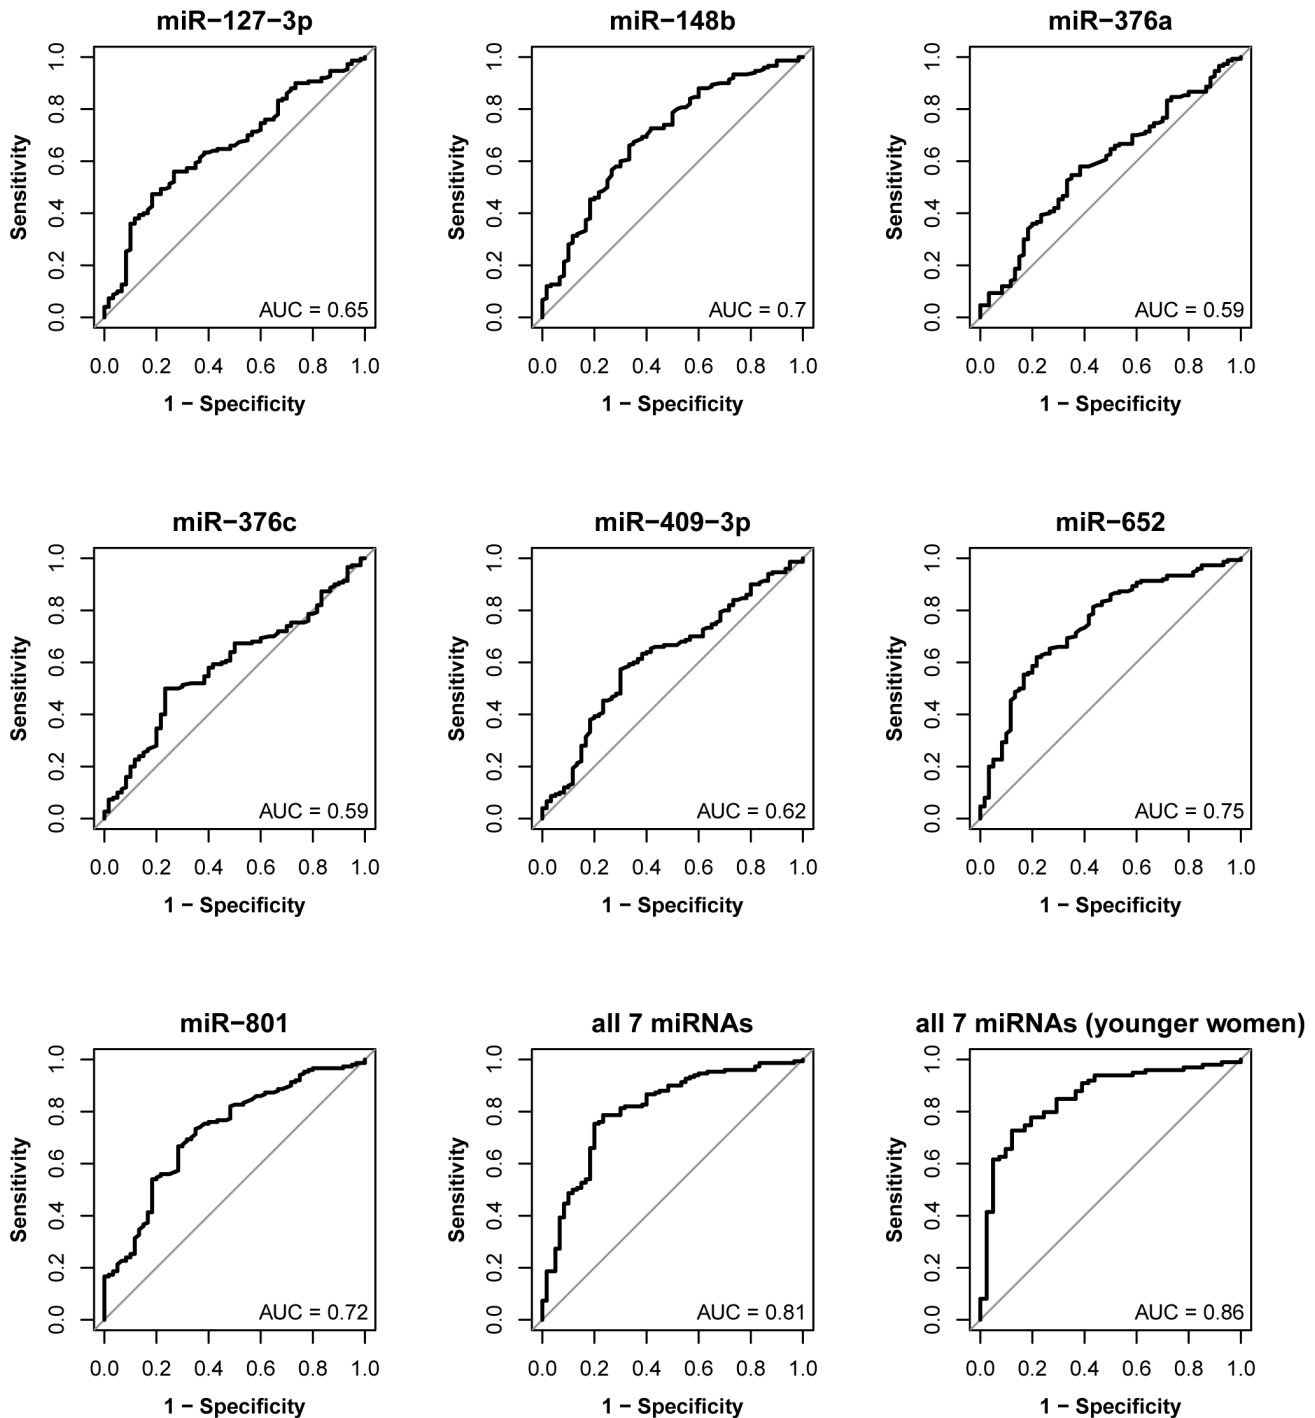 miR−127−3p
miR−148b
miR−376a
Sensitivity
0.0 0.2 0.4 0.6 0.8 1.0
AUC = 0.65
0.0 0.2 0.4 0.6 0.8 1.0
1 − Specificity
Sensitivity
0.0 0.2 0.4 0.6 0.8 1.0
AUC = 0.7
0.0 0.2 0.4 0.6 0.8 1.0
1 − Specificity
Sensitivity
0.0 0.2 0.4 0.6 0.8 1.0
AUC = 0.59
0.0 0.2 0.4 0.6 0.8 1.0
1 − Specificity
miR−376c
miR−409−3p
miR−652
Sensitivity
0.0 0.2 0.4 0.6 0.8 1.0
AUC = 0.59
0.0 0.2 0.4 0.6 0.8 1.0
1 − Specificity
Sensitivity
0.0 0.2 0.4 0.6 0.8 1.0
AUC = 0.62
0.0 0.2 0.4 0.6 0.8 1.0
1 − Specificity
Sensitivity
0.0 0.2 0.4 0.6 0.8 1.0
AUC = 0.75
0.0 0.2 0.4 0.6 0.8 1.0
1 − Specificity
miR−801
all 7 miRNAs
all 7 miRNAs (younger women)
Sensitivity
0.0 0.2 0.4 0.6 0.8 1.0
AUC = 0.72
0.0 0.2 0.4 0.6 0.8 1.0
1 − Specificity
Sensitivity
0.0 0.2 0.4 0.6 0.8 1.0
AUC = 0.81
0.0 0.2 0.4 0.6 0.8 1.0
1 − Specificity
Sensitivity
0.0 0.2 0.4 0.6 0.8 1.0
AUC = 0.86
0.0 0.2 0.4 0.6 0.8 1.0
1 − Specificity